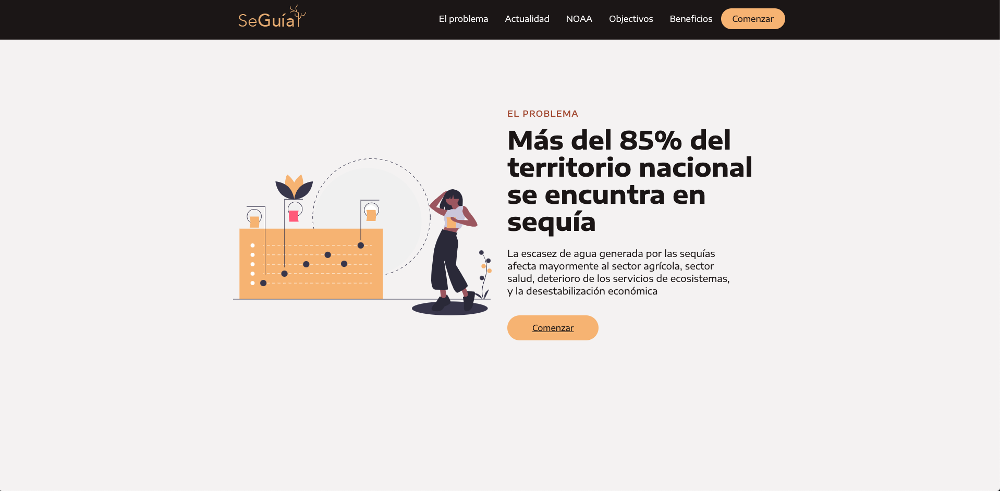 SeGuía
El problema Actualidad NOAA Objectivos Beneficios Comenzar
EL PROBLEMA
Más del 85% del
territorio nacional
se encuntra en
sequía
La escasez de agua generada por las sequías
afecta mayormente al sector agrícola, sector
salud, deterioro de los servicios de ecosistemas,
y la desestabilización económica
Comenzar